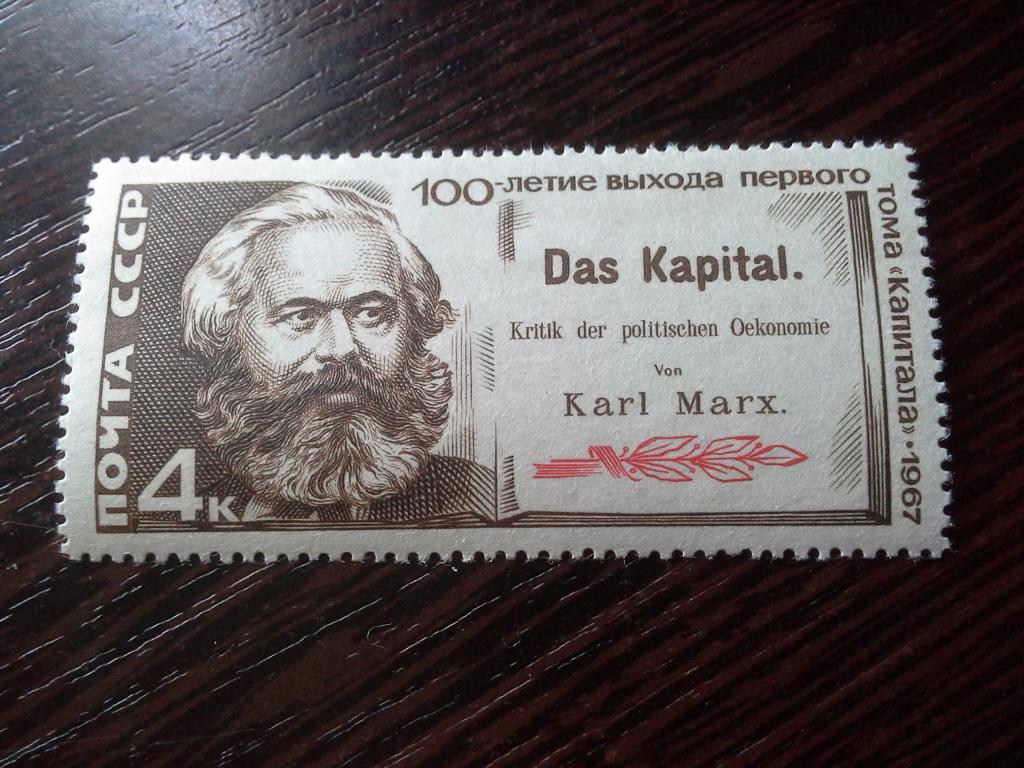 ПОЧТА СССР
4к
100-летие выхода первого
тома «Капитала»·1967
Das Kapital.
Kritik der politischen Oekonomie
Von
Karl Marx.